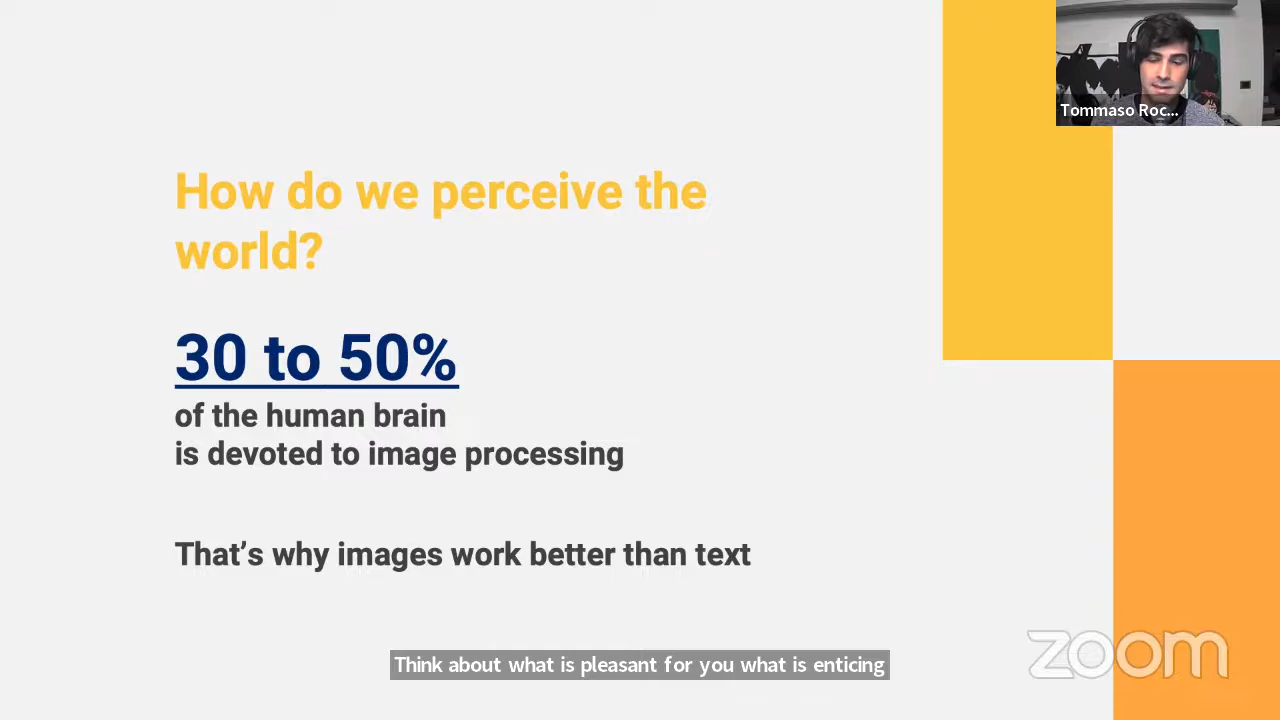 Tommaso Roc...
How do we perceive the
world?
30 to 50%
of the human brain
is devoted to image processing
That’s why images work better than text
Think about what is pleasant for you what is enticing
zoom